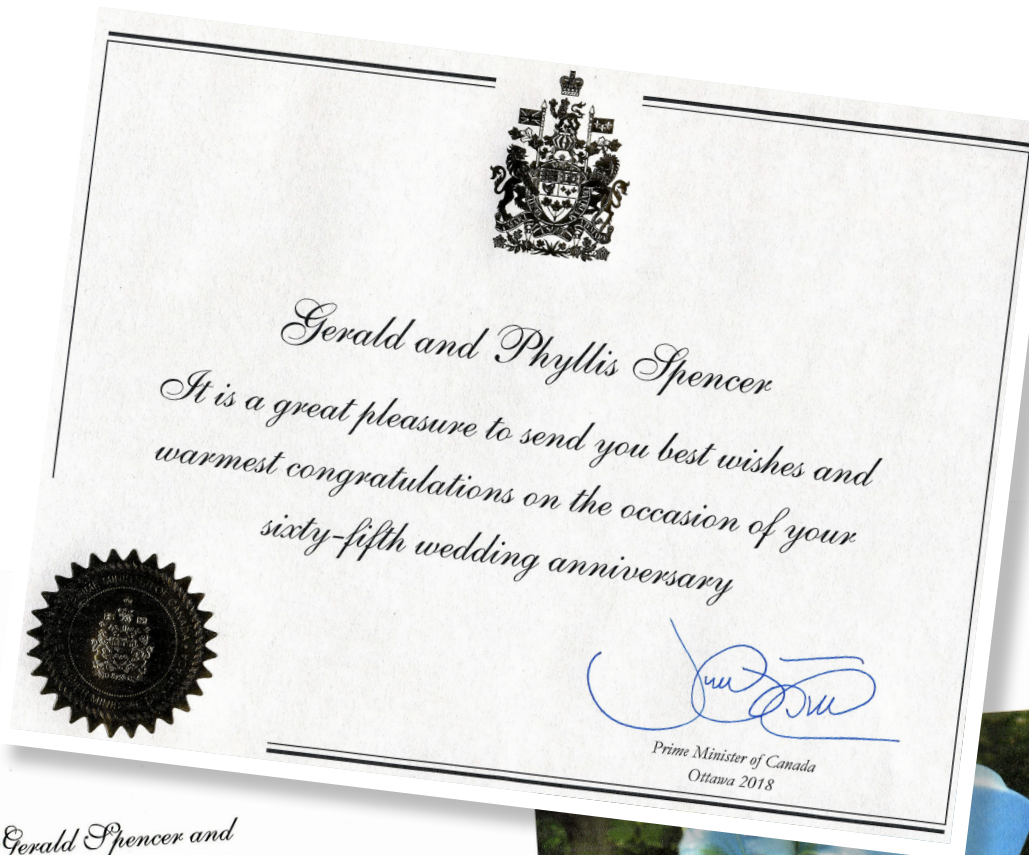 Gerald and Phyllis Spencer
It is a great pleasure to send you best wishes and
warmest congratulations on the occasion of your
sixty-fifth wedding anniversary
Prime Minister of Canada
Ottawa 2018
Gerald Spencer and